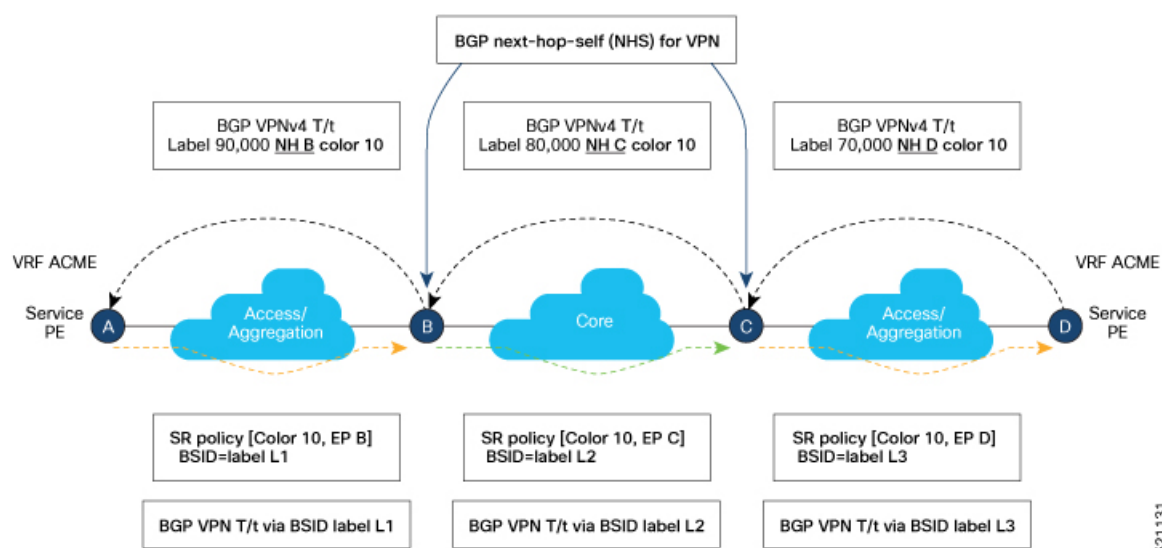 BGP next-hop-self (NHS) for VPN
BGP VPNv4 T/t
Label 90,000 NH B color 10
BGP VPNv4 T/t
Label 80,000 NH C color 10
BGP VPNv4 T/t
Label 70,000 NH D color 10
VRF ACME
VRF ACME
Service
PE
A
Access/
Aggregation
B
Core
C
Access/
Aggregation
D
Service
PE
SR policy [Color 10, EP B]
BSID=label L1
SR policy [Color 10, EP C]
BSID=label L2
SR policy [Color 10, EP D]
BSID=label L3
BGP VPN T/t via BSID label L1
BGP VPN T/t via BSID label L2
BGP VPN T/t via BSID label L3